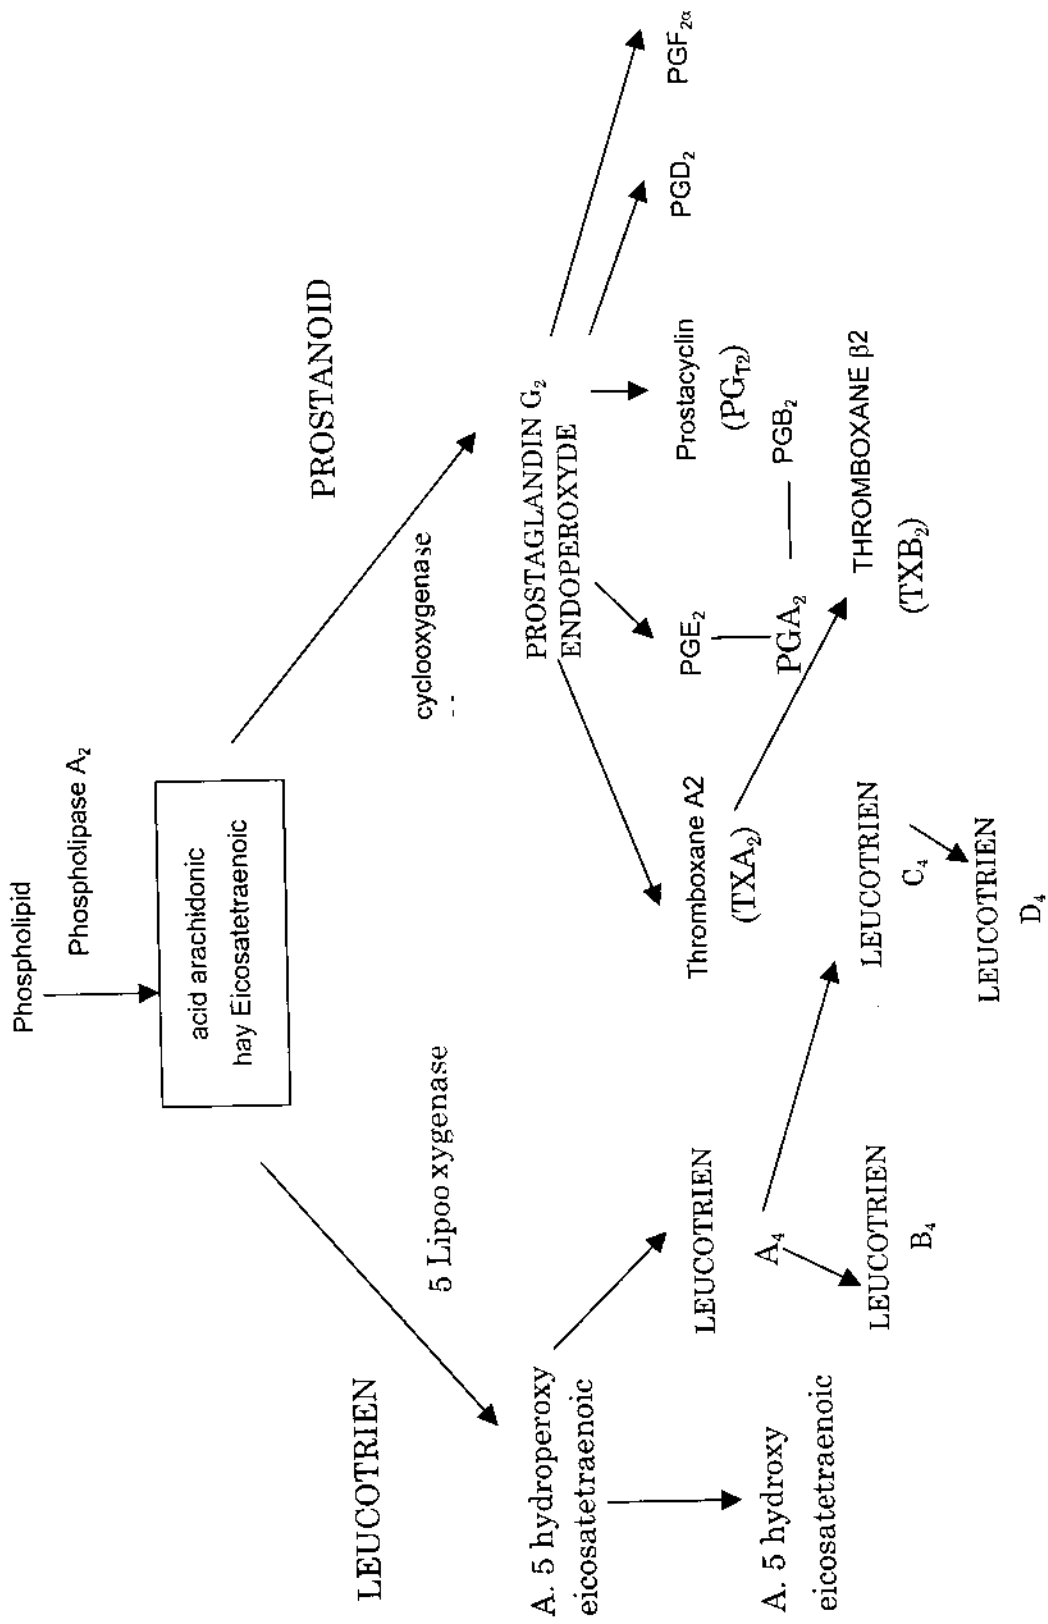 Phospholipid
Phospholipase A₂
acid arachidonic
hay Eicosatetraenoic
LEUCOTRIEN
5 Lipoo xygenase
cyclooxygenase
PROSTANOID
A. 5 hydroperoxy
eicosatetraenoic
PROSTAGLANDIN G₂
ENDOPEROXYDE
A. 5 hydroxy
eicosatetraenoic
LEUCOTRIEN
A₄
LEUCOTRIEN
B₄
LEUCOTRIEN
C₄
LEUCOTRIEN
D₄
Thromboxane A2
(TXA₂)
PGE₂
PGA₂
PGB₂
Prostacyclin
(PGT₂)
PGD₂
PGF₂α
THROMBOXANE β2
(TXB₂)